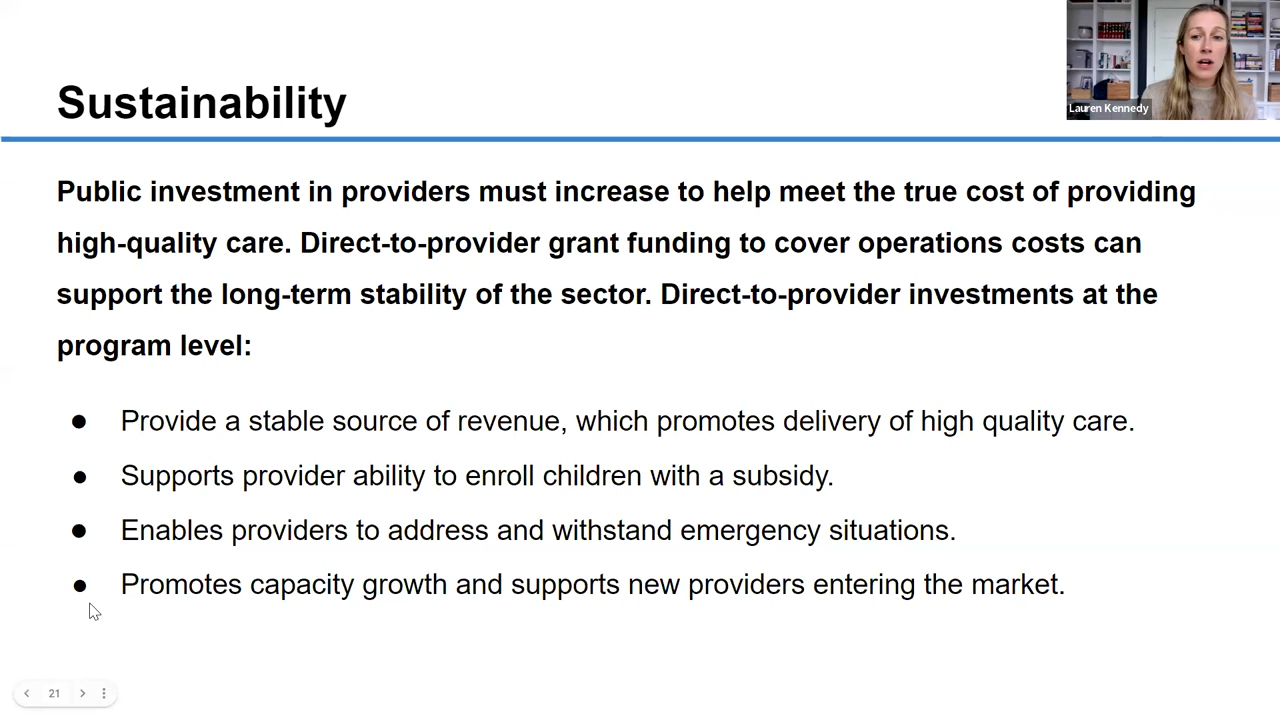 Sustainability
Lauren Kennedy
Public investment in providers must increase to help meet the true cost of providing
high-quality care. Direct-to-provider grant funding to cover operations costs can
support the long-term stability of the sector. Direct-to-provider investments at the
program level:
● Provide a stable source of revenue, which promotes delivery of high quality care.
● Supports provider ability to enroll children with a subsidy.
● Enables providers to address and withstand emergency situations.
● Promotes capacity growth and supports new providers entering the market.
21